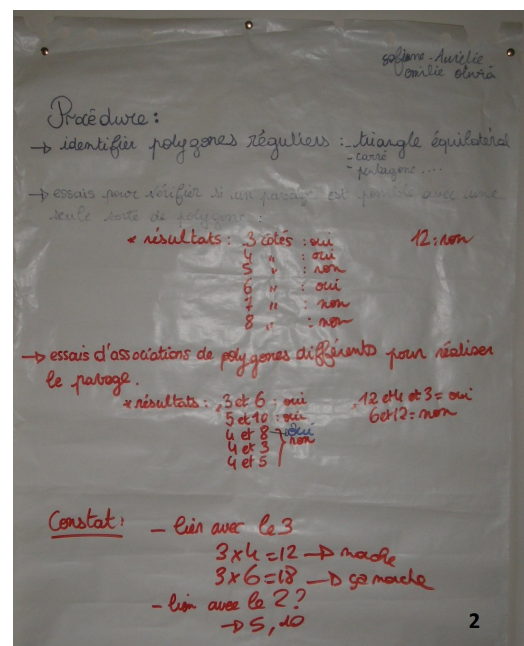 sofiane - Aurélie
emilie olivia
Procédure :
→ identifier polygones réguliers : - triangle équilatéral
- carré
- pentagone ....
→ essais pour vérifier si un pavage est possible avec une
seule sorte de polygone :
* résultats : 3 côtés : oui 12 : non
4 " : oui
5 " : non
6 " : oui
7 " : non
8 " : non
→ essais d'associations de polygones différents pour réaliser
le pavage.
* résultats : 3 et 6 : oui 12 et 4 et 3 = oui
5 et 10 : oui 6 et 12 = non
4 et 8 oui
4 et 3 non
4 et 5
Constat : - lien avec le 3
3 x 4 = 12 → marche
3 x 6 = 18 → ça marche
- lien avec le 2 ?
→ 5, 10
2